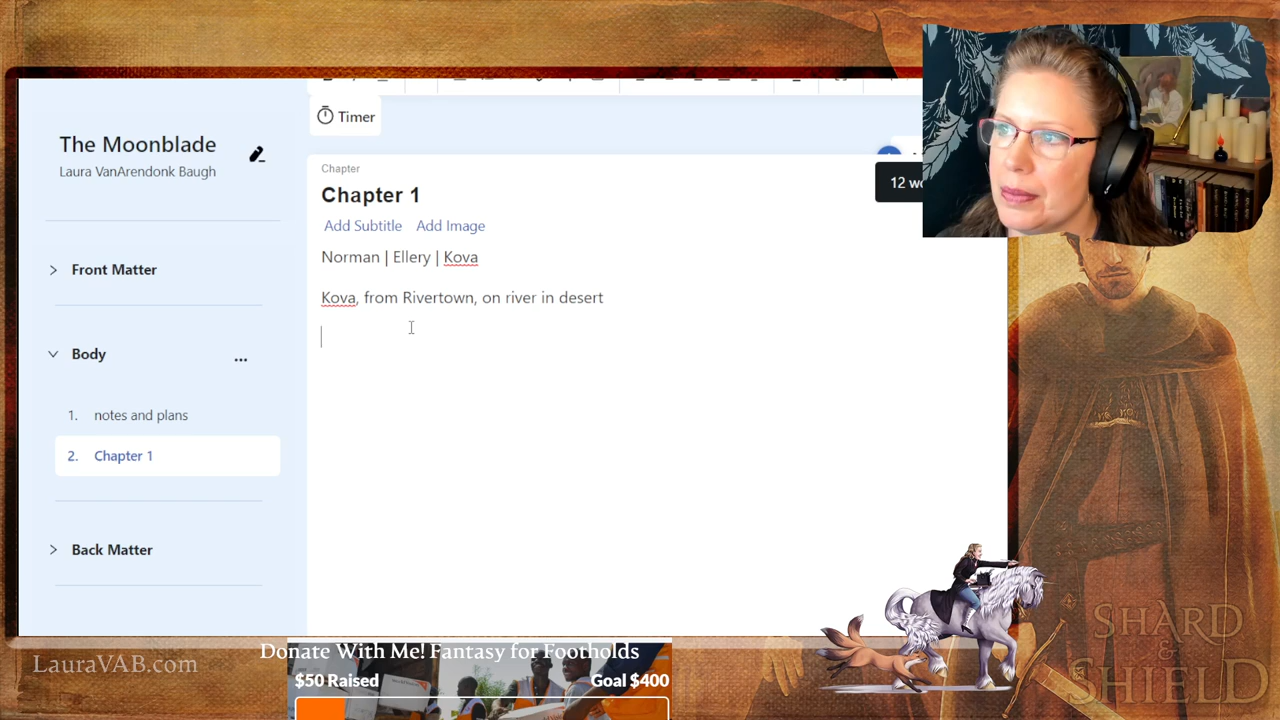 Timer
The Moonblade
Laura VanArendonk Baugh
Chapter
Chapter 1
12
Add Subtitle Add Image
Norman | Ellery | Kova
Front Matter
Kova, from Rivertown, on river in desert
Body
...
1. notes and plans
2. Chapter 1
Back Matter
SHARD
&
SHIELD
Donate With Me! Fantasy for Footholds
LauraVAB.com
$50 Raised Goal $400